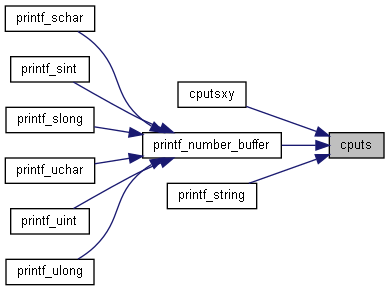 printf_schar
printf_sint
printf_slong
printf_uchar
printf_uint
printf_ulong
cputsxy
printf_number_buffer
printf_string
cputs